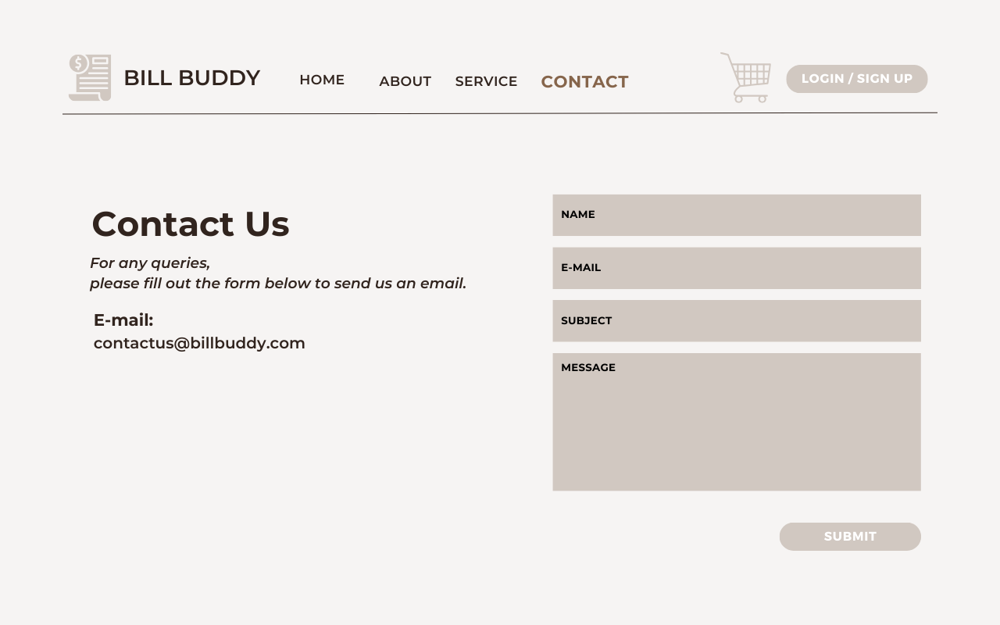 $
BILL BUDDY
HOME
ABOUT
SERVICE
CONTACT
LOGIN / SIGN UP
Contact Us
For any queries,
please fill out the form below to send us an email.
E-mail:
contactus@billbuddy.com
NAME
E-MAIL
SUBJECT
MESSAGE
SUBMIT